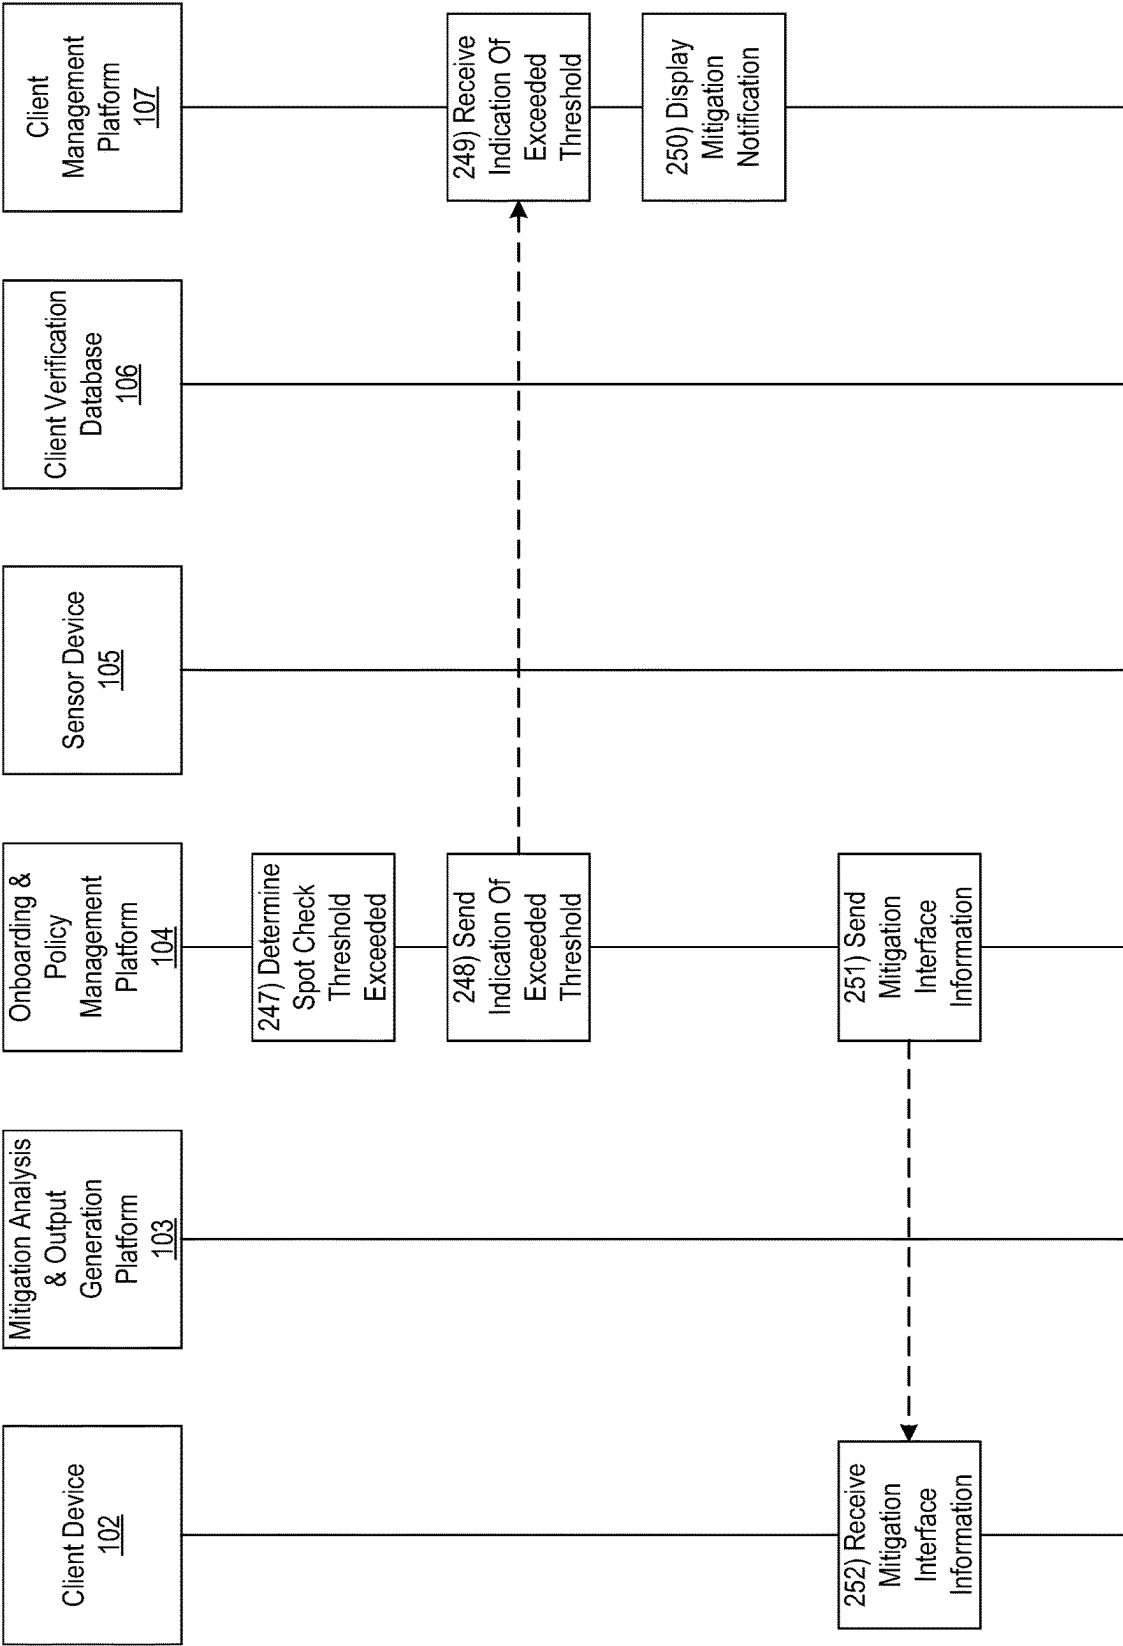 Client Device
102
Mitigation Analysis
& Output
Generation
Platform
103
Onboarding &
Policy
Management
Platform
104
Sensor Device
105
Client Verification
Database
106
Client
Management
Platform
107
247) Determine
Spot Check
Threshold
Exceeded
248) Send
Indication Of
Exceeded
Threshold
249) Receive
Indication Of
Exceeded
Threshold
250) Display
Mitigation
Notification
251) Send
Mitigation
Interface
Information
252) Receive
Mitigation
Interface
Information